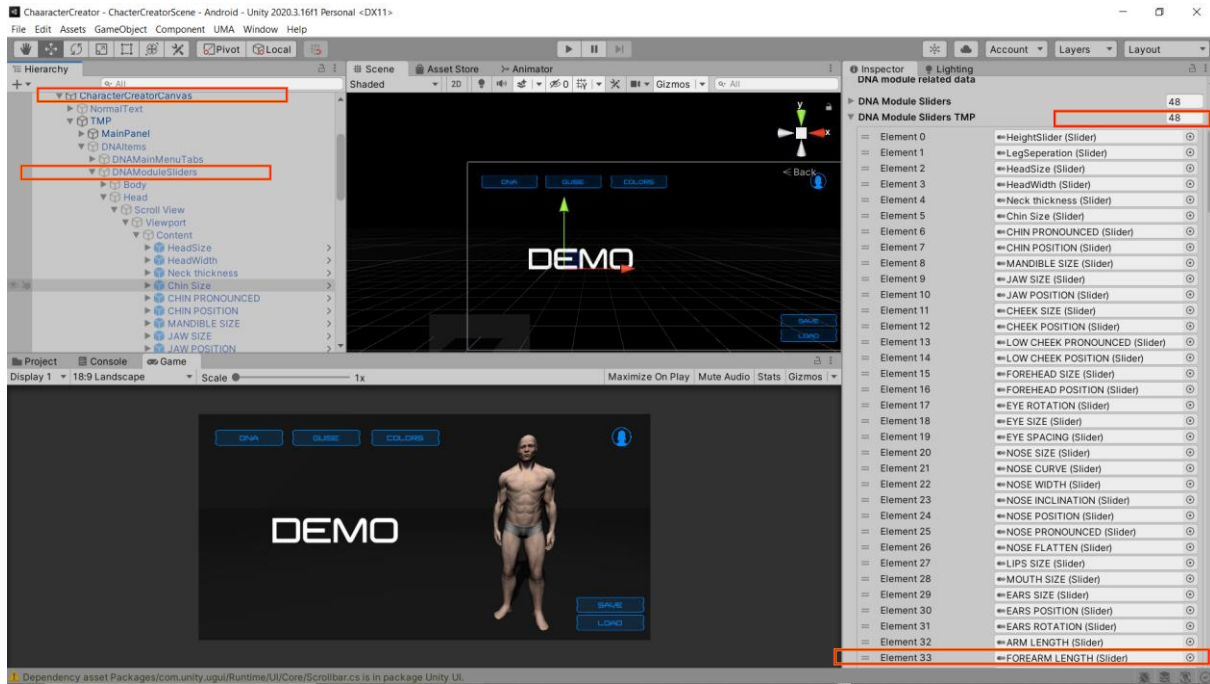 ChaaracterCreator - ChacterCreatorScene - Android - Unity 2020.3.16f1 Personal <DX11>
File Edit Assets GameObject Component UMA Window Help
Pivot Local Account Layers Layout
Hierarchy
All
CharacterCreatorCanvas
NormalText
TMP
MainPanel
DNAItems
DNAMainMenuTabs
DNAModuleSliders
Body
Head
Scroll View
Viewport
Content
HeadSize
HeadWidth
Neck thickness
Chin Size
CHIN PRONOUNCED
CHIN POSITION
MANDIBLE SIZE
JAW SIZE
JAW POSITION
Scene Asset Store Animator
Shaded 2D 0 Gizmos All
y
x
Back
DNA GUISE COLORS
DEMO
SAVE
LOAD
Project Console Game
Display 1 18:9 Landscape Scale 1x Maximize On Play Mute Audio Stats Gizmos
DNA GUISE COLORS
DEMO
SAVE
LOAD
Inspector Lighting
DNA module related data
DNA Module Sliders 48
DNA Module Sliders TMP 48
Element 0 HeightSlider (Slider)
Element 1 LegSeperation (Slider)
Element 2 HeadSize (Slider)
Element 3 HeadWidth (Slider)
Element 4 Neck thickness (Slider)
Element 5 Chin Size (Slider)
Element 6 CHIN PRONOUNCED (Slider)
Element 7 CHIN POSITION (Slider)
Element 8 MANDIBLE SIZE (Slider)
Element 9 JAW SIZE (Slider)
Element 10 JAW POSITION (Slider)
Element 11 CHEEK SIZE (Slider)
Element 12 CHEEK POSITION (Slider)
Element 13 LOW CHEEK PRONOUNCED (Slider)
Element 14 LOW CHEEK POSITION (Slider)
Element 15 FOREHEAD SIZE (Slider)
Element 16 FOREHEAD POSITION (Slider)
Element 17 EYE ROTATION (Slider)
Element 18 EYE SIZE (Slider)
Element 19 EYE SPACING (Slider)
Element 20 NOSE SIZE (Slider)
Element 21 NOSE CURVE (Slider)
Element 22 NOSE WIDTH (Slider)
Element 23 NOSE INCLINATION (Slider)
Element 24 NOSE POSITION (Slider)
Element 25 NOSE PRONOUNCED (Slider)
Element 26 NOSE FLATTEN (Slider)
Element 27 LIPS SIZE (Slider)
Element 28 MOUTH SIZE (Slider)
Element 29 EARS SIZE (Slider)
Element 30 EARS POSITION (Slider)
Element 31 EARS ROTATION (Slider)
Element 32 ARM LENGTH (Slider)
Element 33 FOREARM LENGTH (Slider)
Dependency asset Packages/com.unity.ugui/Runtime/UI/Core/Scrollbar.cs is in package Unity UI.